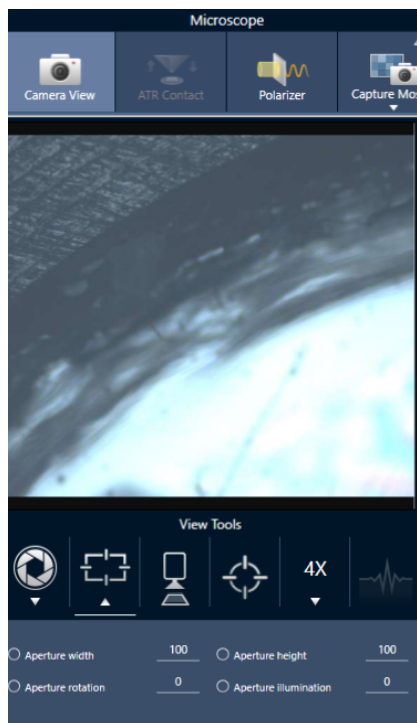 Microscope
Camera View
ATR Contact
Polarizer
Capture Mos
View Tools
4X
Aperture width 100
Aperture height 100
Aperture rotation 0
Aperture illumination 0